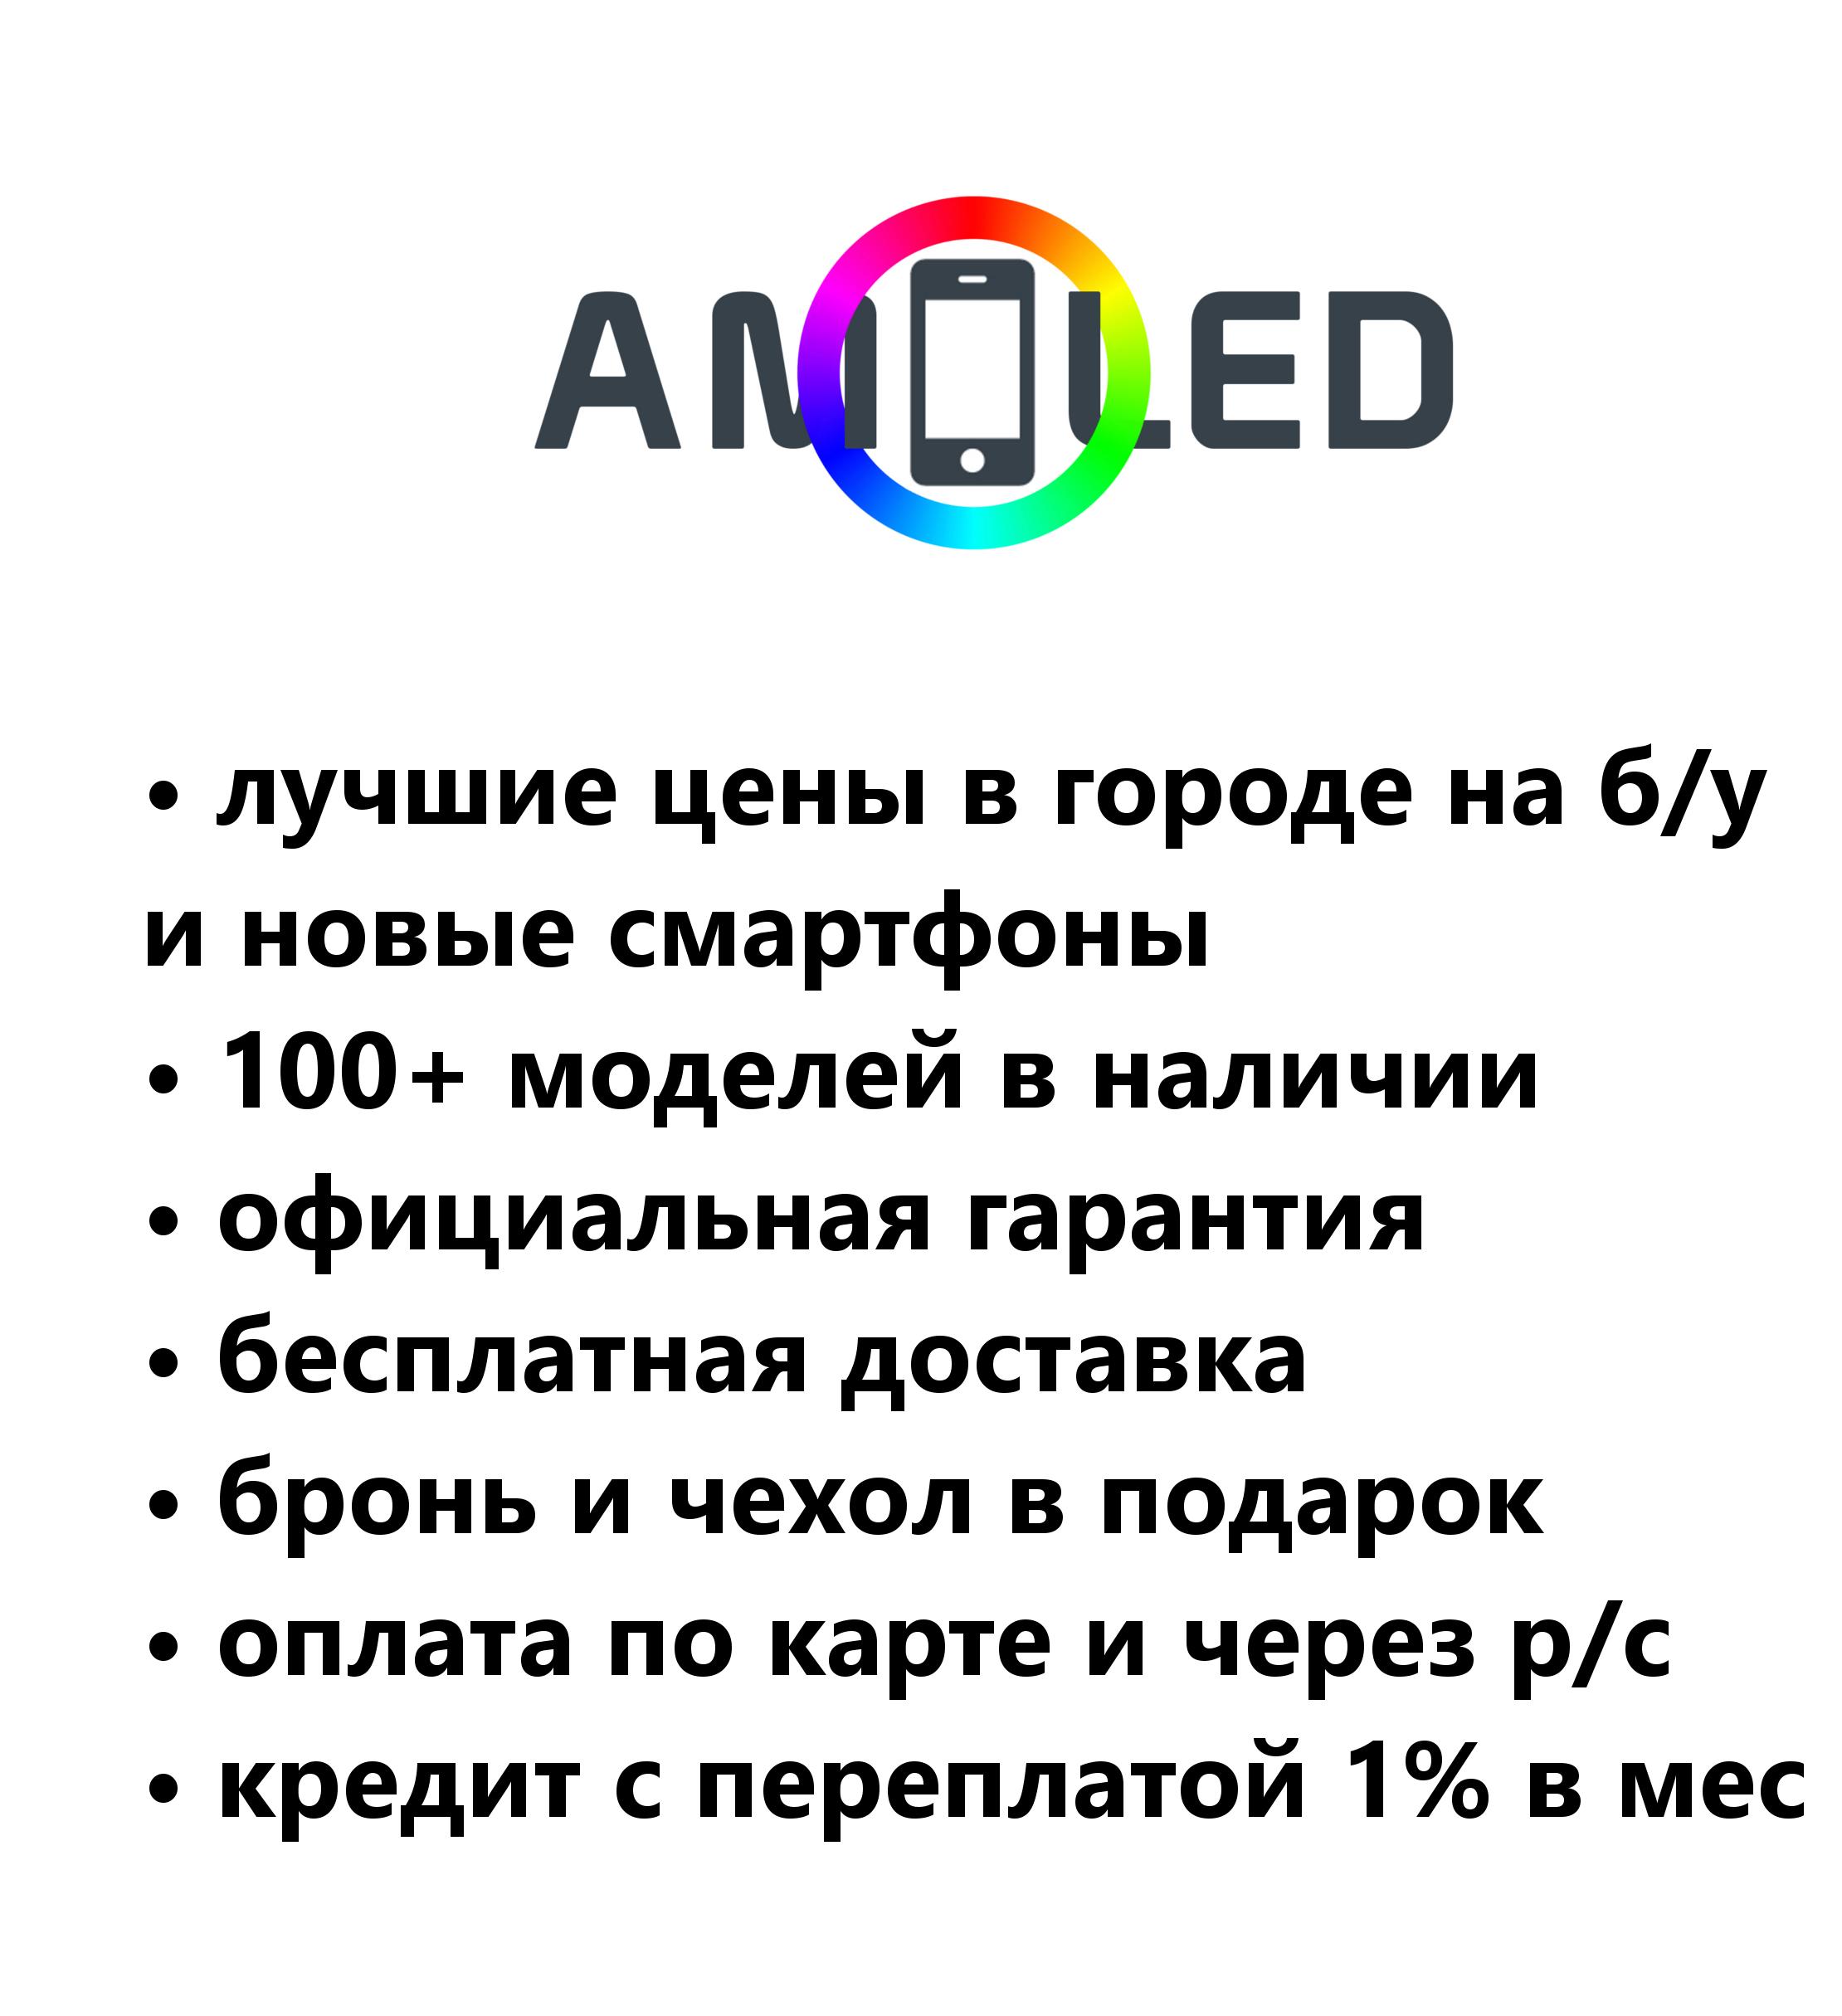 AMOLED
• лучшие цены в городе на б/у
и новые смартфоны
• 100+ моделей в наличии
• официальная гарантия
• бесплатная доставка
• бронь и чехол в подарок
• оплата по карте и через р/с
• кредит с переплатой 1% в мес